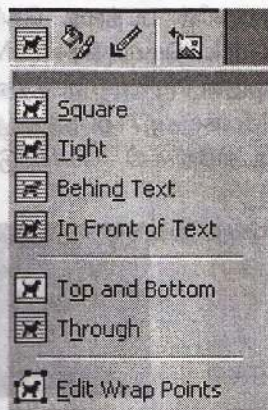 Square
Tight
Behind Text
In Front of Text
Top and Bottom
Through
Edit Wrap Points